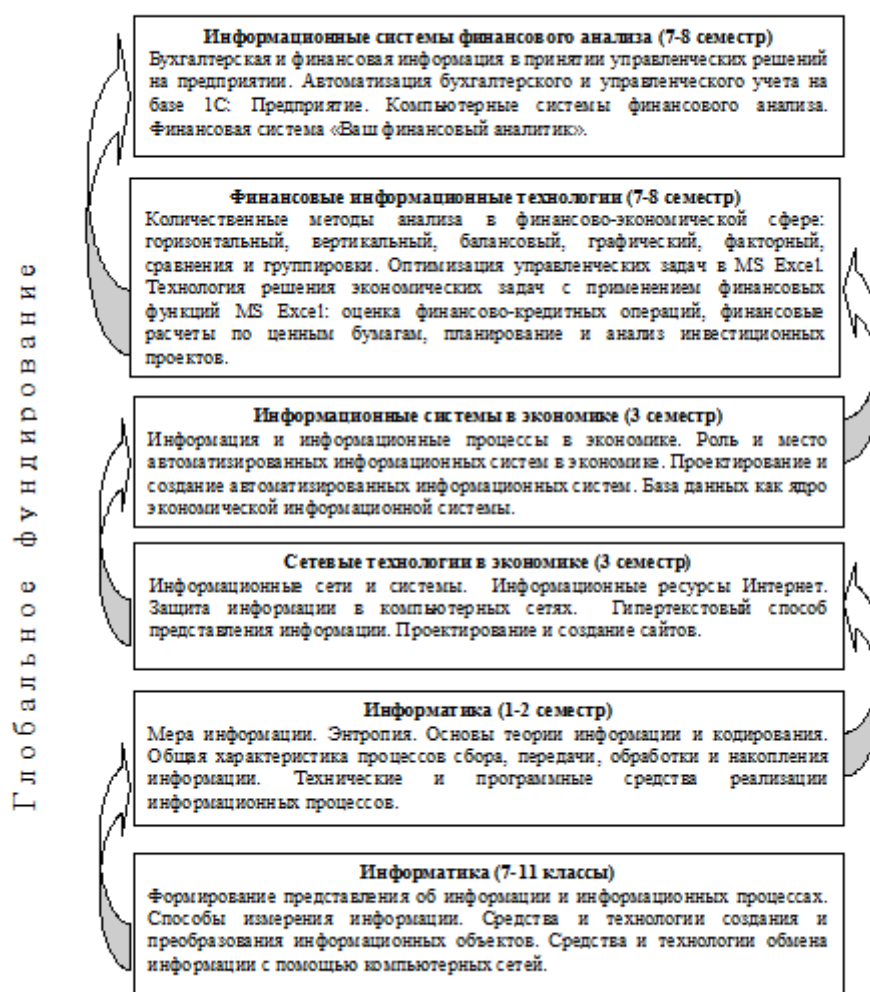 Глобальное фундирование
Информационные системы финансового анализа (7-8 семестр)
Бухгалтерская и финансовая информация в принятии управленческих решений
на предприятии. Автоматизация бухгалтерского и управленческого учета на
базе 1С: Предприятие. Компьютерные системы финансового анализа.
Финансовая система «Ваш финансовый аналитик».
Финансовые информационные технологии (7-8 семестр)
Количественные методы анализа в финансово-экономической сфере:
горизонтальный, вертикальный, балансовый, графический, факторный,
сравнения и группировки. Оптимизация управленческих задач в MS Excel.
Технология решения экономических задач с применением финансовых
функций MS Excel: оценка финансово-кредитных операций, финансовые
расчеты по ценным бумагам, планирование и анализ инвестиционных
проектов.
Информационные системы в экономике (3 семестр)
Информация и информационные процессы в экономике. Роль и место
автоматизированных информационных систем в экономике. Проектирование и
создание автоматизированных информационных систем. База данных как ядро
экономической информационной системы.
Сетевые технологии в экономике (3 семестр)
Информационные сети и системы. Информационные ресурсы Интернет.
Защита информации в компьютерных сетях. Гипертекстовый способ
представления информации. Проектирование и создание сайтов.
Информатика (1-2 семестр)
Мера информации. Энтропия. Основы теории информации и кодирования.
Общая характеристика процессов сбора, передачи, обработки и накопления
информации. Технические и программные средства реализации
информационных процессов.
Информатика (7-11 классы)
Формирование представления об информации и информационных процессах.
Способы измерения информации. Средства и технологии создания и
преобразования информационных объектов. Средства и технологии обмена
информации с помощью компьютерных сетей.